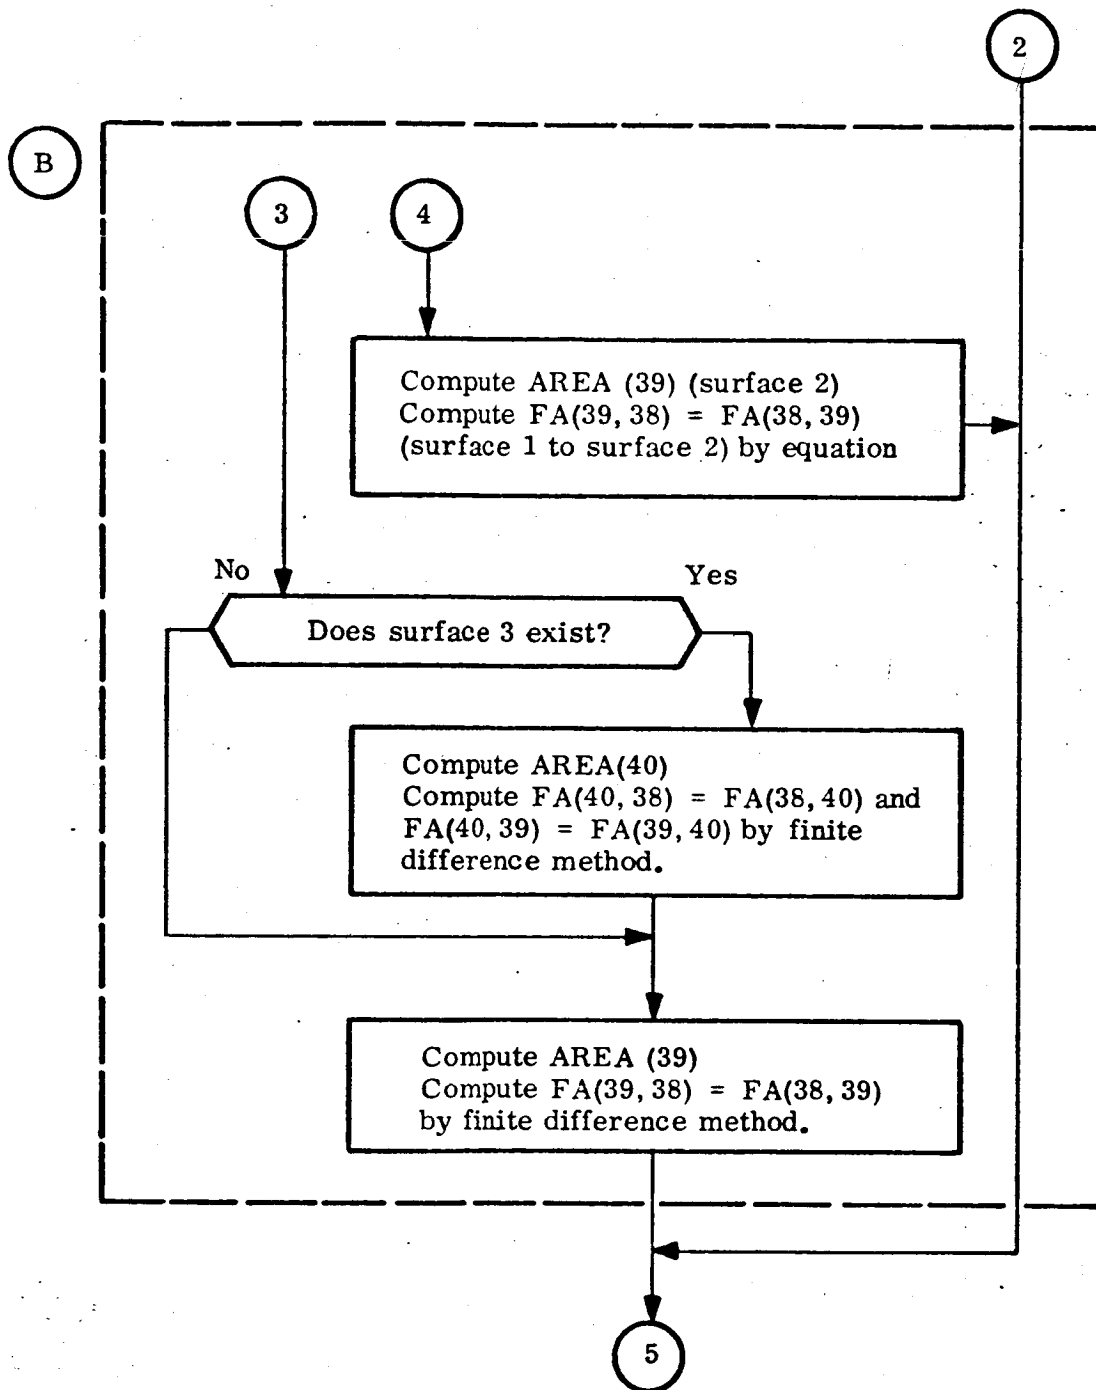 2
B
3
4
Compute AREA (39) (surface 2)
Compute FA(39, 38) = FA(38, 39)
(surface 1 to surface 2) by equation
No
Yes
Does surface 3 exist?
Compute AREA(40)
Compute FA(40, 38) = FA(38, 40) and
FA(40, 39) = FA(39, 40) by finite
difference method.
Compute AREA (39)
Compute FA(39, 38) = FA(38, 39)
by finite difference method.
5